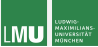 LMU
LUDWIG-
MAXIMILIANS-
UNIVERSITÄT
MÜNCHEN